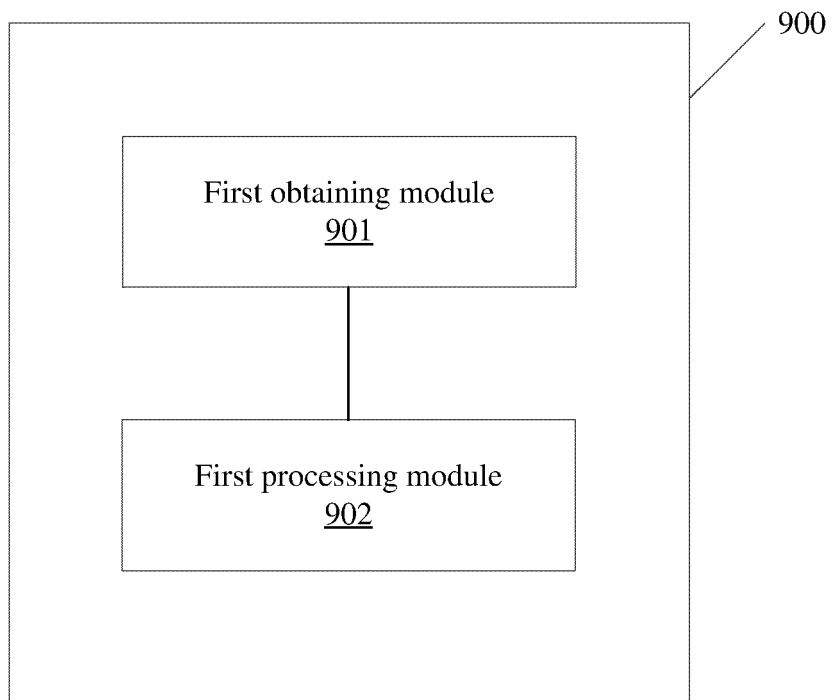 900
First obtaining module
901
First processing module
902